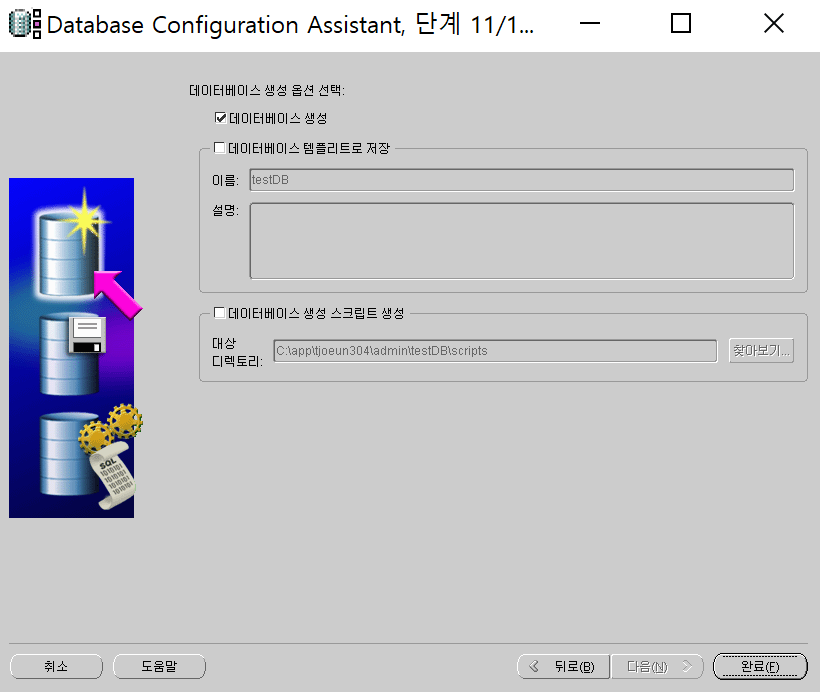 Database Configuration Assistant, 단계 11/1...
데이터베이스 생성 옵션 선택:
데이터베이스 생성
데이터베이스 템플리트로 저장
이름: testDB
설명:
데이터베이스 생성 스크립트 생성
대상
디렉토리: C:\app\tjoeun304\admin\testDB\scripts 찾아보기...
SQL
취소 도움말 뒤로(B) 다음(N) 완료(F)